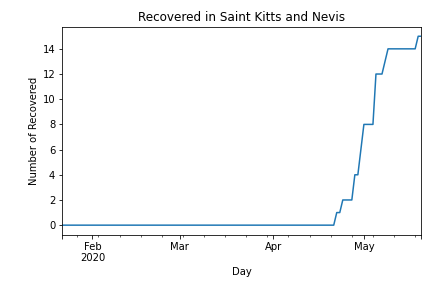 Recovered in Saint Kitts and Nevis
Number of Recovered
14
12
10
8
6
4
2
0
Feb
2020
Mar
Apr
May
Day